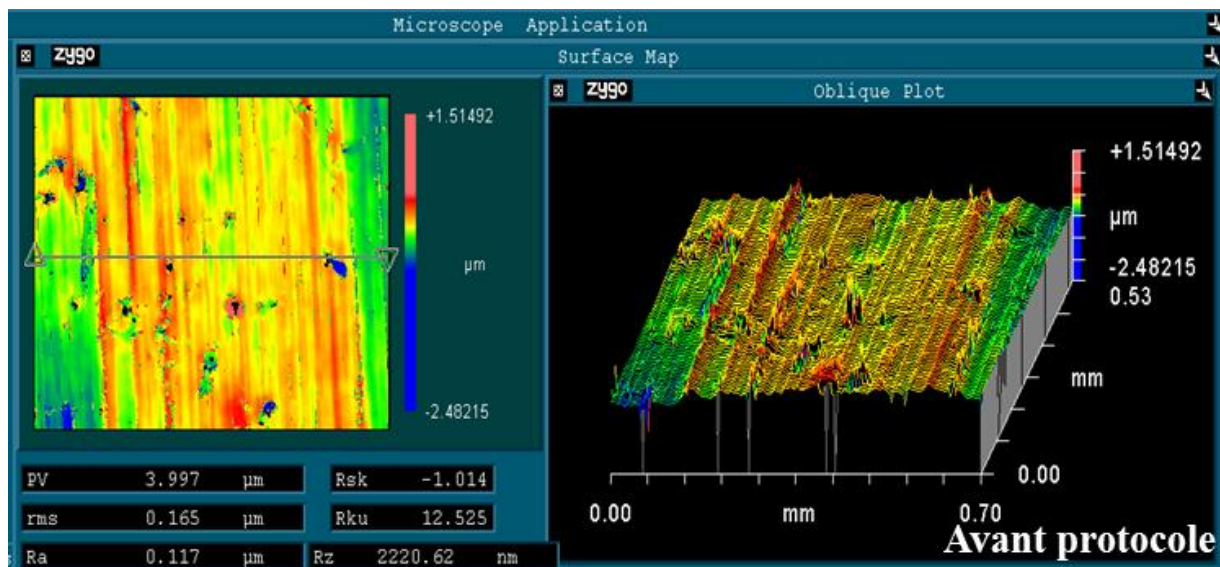 Microscope Application
zygo Surface Map
zygo Oblique Plot
+1.51492
µm
-2.48215
+1.51492
µm
-2.48215
0.53
mm
0.00
0.00 mm 0.70
PV 3.997 µm
Rsk -1.014
rms 0.165 µm
Rku 12.525
Ra 0.117 µm
Rz 2220.62 nm
Avant protocole